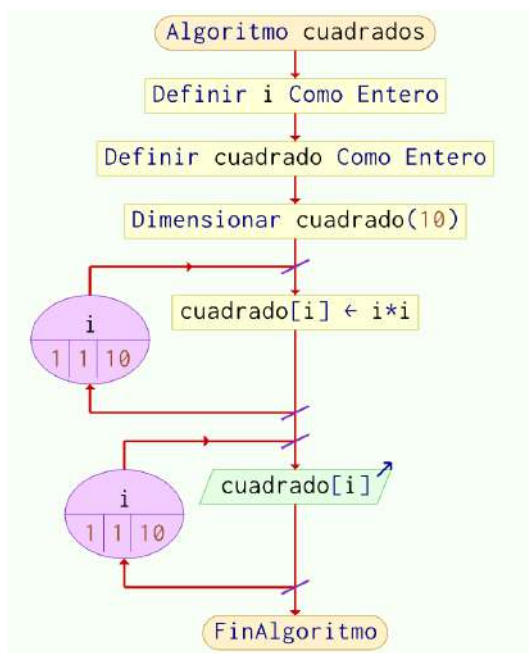 Algoritmo cuadrados
Definir i Como Entero
Definir cuadrado Como Entero
Dimensionar cuadrado(10)
i
1 1 10
cuadrado[i] ← i*i
i
1 1 10
cuadrado[i]
FinAlgoritmo